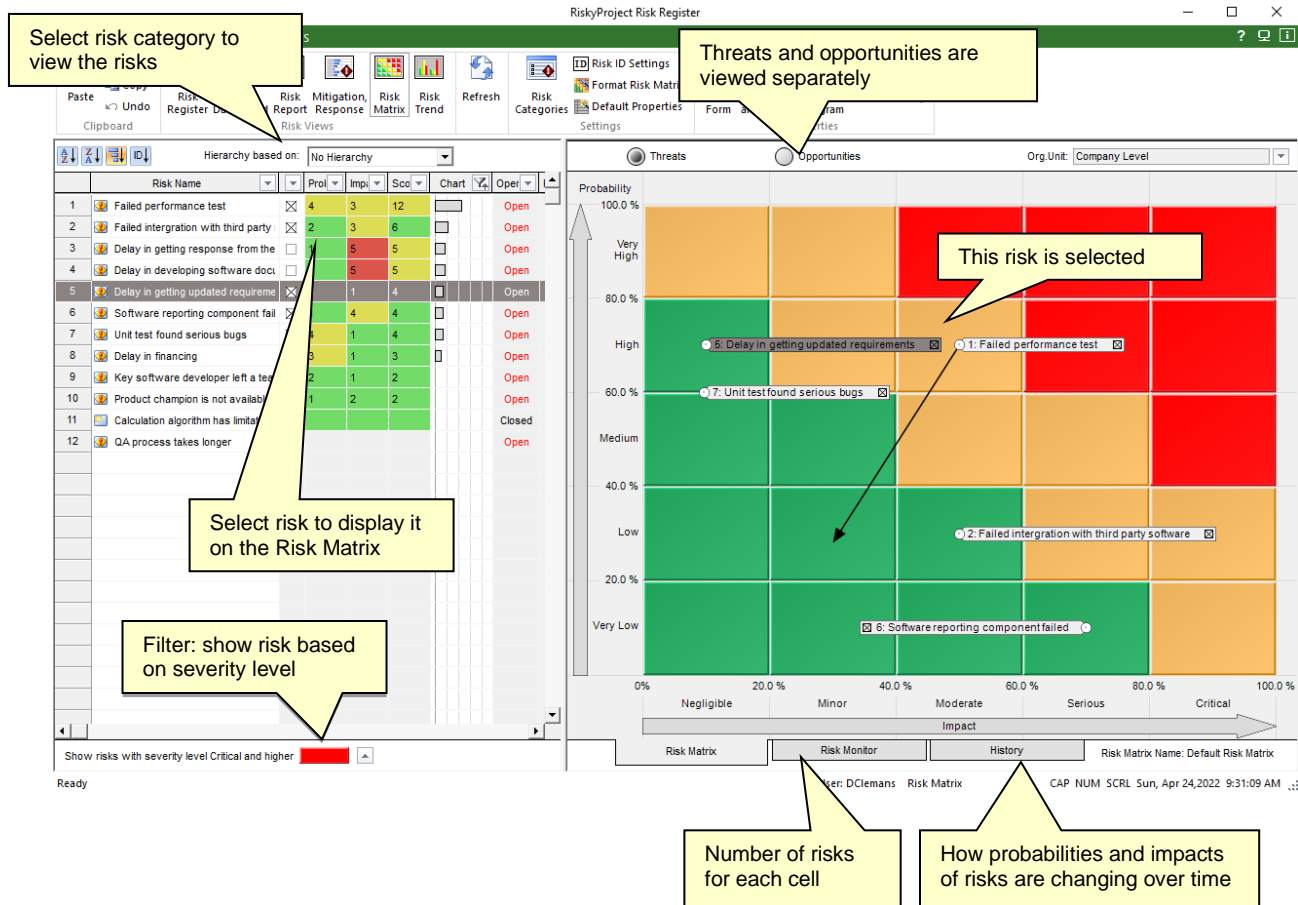 RiskyProject Risk Register
Select risk category to
view the risks
Threats and opportunities are
viewed separately
Copy
Paste
Undo
Clipboard
Register
Risk Mitigation, Risk Risk
Report Response Matrix Trend
Refresh
Risk Views
Risk
Categories
ID Risk ID Settings
Format Risk Matri
Default Properties
Settings
Form
Hierarchy based on: No Hierarchy
Threats
Opportunities
Org.Unit: Company Level
Risk Name Chart
1 Failed performance test 4 3 12 Open
2 Failed intergration with third party 2 3 6 Open
3 Delay in getting response from the 5 5 Open
4 Delay in developing software docu 5 5 Open
5 Delay in getting updated requireme 1 4 Open
6 Software reporting component fail 4 4 Open
7 Unit test found serious bugs 4 1 4 Open
8 Delay in financing 3 1 3 Open
9 Key software developer left a tea 2 1 2 Open
10 Product champion is not availabl 1 2 2 Open
11 Calculation algorithm has limitat Closed
12 QA process takes longer Open
Select risk to display it
on the Risk Matrix
Filter: show risk based
on severity level
Show risks with severity level Critical and higher
Ready
Probability
100.0 %
Very
High
80.0 %
High
60.0 %
Medium
40.0 %
Low
20.0 %
Very Low
This risk is selected
5: Delay in getting updated requirements
1: Failed performance test
7: Unit test found serious bugs
2: Failed intergration with third party software
6: Software reporting component failed
0% 20.0 % 40.0 % 60.0 % 80.0 % 100.0 %
Negligible Minor Moderate Serious Critical
Impact
Risk Matrix Risk Monitor History Risk Matrix Name: Default Risk Matrix
User: DClemans Risk Matrix CAP NUM SCRL Sun, Apr 24,2022 9:31:09 AM
Number of risks
for each cell
How probabilities and impacts
of risks are changing over time